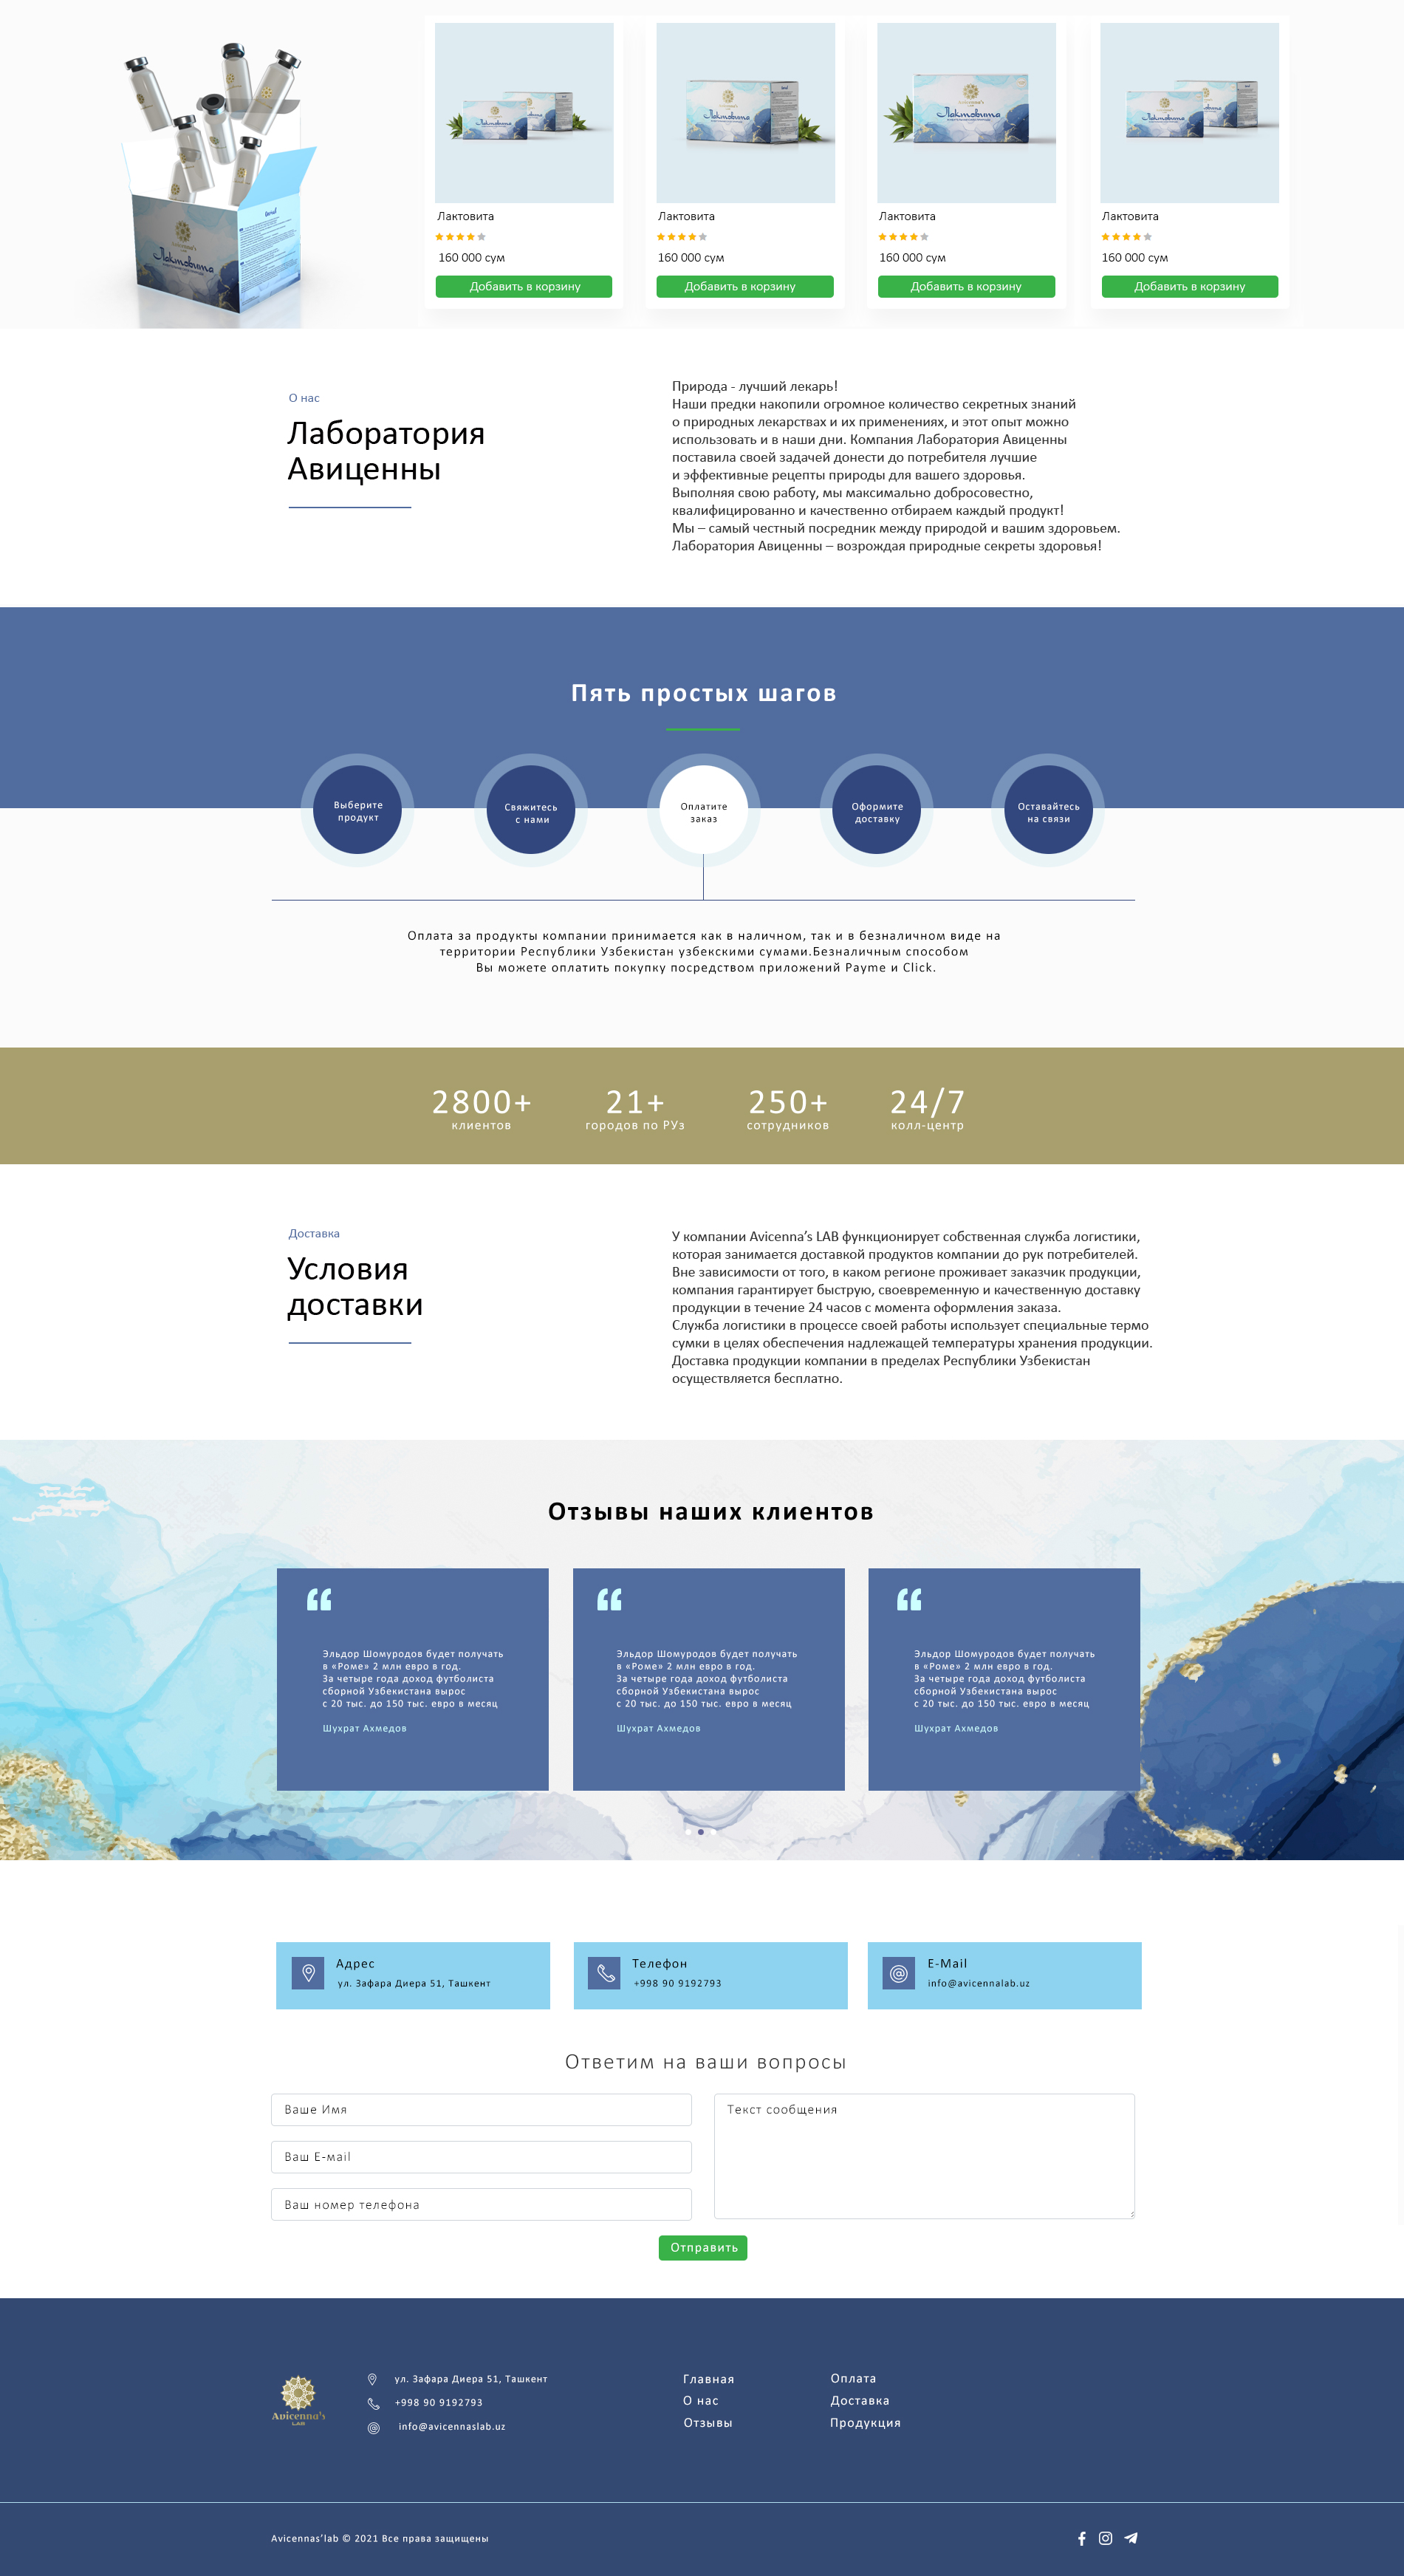 Avicenna's
Лактовита
Лактовита
Лактовита
Avicenna's
Лактовита
Лактовита
Лактовита
Лактовита
Лактовита
Лактовита
160 000 сум
160 000 сум
160 000 сум
160 000 сум
Добавить в корзину
Добавить в корзину
Добавить в корзину
Добавить в корзину
О нас
Лаборатория
Авиценны
Природа - лучший лекарь!
Наши предки накопили огромное количество секретных знаний
о природных лекарствах и их применениях, и этот опыт можно
использовать и в наши дни. Компания Лаборатория Авиценны
поставила своей задачей донести до потребителя лучшие
и эффективные рецепты природы для вашего здоровья.
Выполняя свою работу, мы максимально добросовестно,
квалифицированно и качественно отбираем каждый продукт!
Мы – самый честный посредник между природой и вашим здоровьем.
Лаборатория Авиценны – возрождая природные секреты здоровья!
Пять простых шагов
Выберите
продукт
Свяжитесь
с нами
Оплатите
заказ
Оформите
доставку
Оставайтесь
на связи
Оплата за продукты компании принимается как в наличном, так и в безналичном виде на
территории Республики Узбекистан узбекскими сумами.Безналичным способом
Вы можете оплатить покупку посредством приложений Payme и Click.
2800+
клиентов
21+
городов по РУз
250+
сотрудников
24/7
колл-центр
Доставка
Условия
доставки
У компании Avicenna’s LAB функционирует собственная служба логистики,
которая занимается доставкой продуктов компании до рук потребителей.
Вне зависимости от того, в каком регионе проживает заказчик продукции,
компания гарантирует быструю, своевременную и качественную доставку
продукции в течение 24 часов с момента оформления заказа.
Служба логистики в процессе своей работы использует специальные термо
сумки в целях обеспечения надлежащей температуры хранения продукции.
Доставка продукции компании в пределах Республики Узбекистан
осуществляется бесплатно.
Отзывы наших клиентов
Эльдор Шомуродов будет получать
в «Роме» 2 млн евро в год.
За четыре года доход футболиста
сборной Узбекистана вырос
с 20 тыс. до 150 тыс. евро в месяц
Шухрат Ахмедов
Эльдор Шомуродов будет получать
в «Роме» 2 млн евро в год.
За четыре года доход футболиста
сборной Узбекистана вырос
с 20 тыс. до 150 тыс. евро в месяц
Шухрат Ахмедов
Эльдор Шомуродов будет получать
в «Роме» 2 млн евро в год.
За четыре года доход футболиста
сборной Узбекистана вырос
с 20 тыс. до 150 тыс. евро в месяц
Шухрат Ахмедов
Адрес
ул. Зафара Диера 51, Ташкент
Телефон
+998 90 9192793
E-Mail
info@avicennalab.uz
Ответим на ваши вопросы
Ваше Имя
Ваш Е-маil
Ваш номер телефона
Текст сообщения
Отправить
Avicenna's
LAB
ул. Зафара Диера 51, Ташкент
+998 90 9192793
info@avicennaslab.uz
Главная
О нас
Отзывы
Оплата
Доставка
Продукция
Avicennas’lab © 2021 Все права защищены